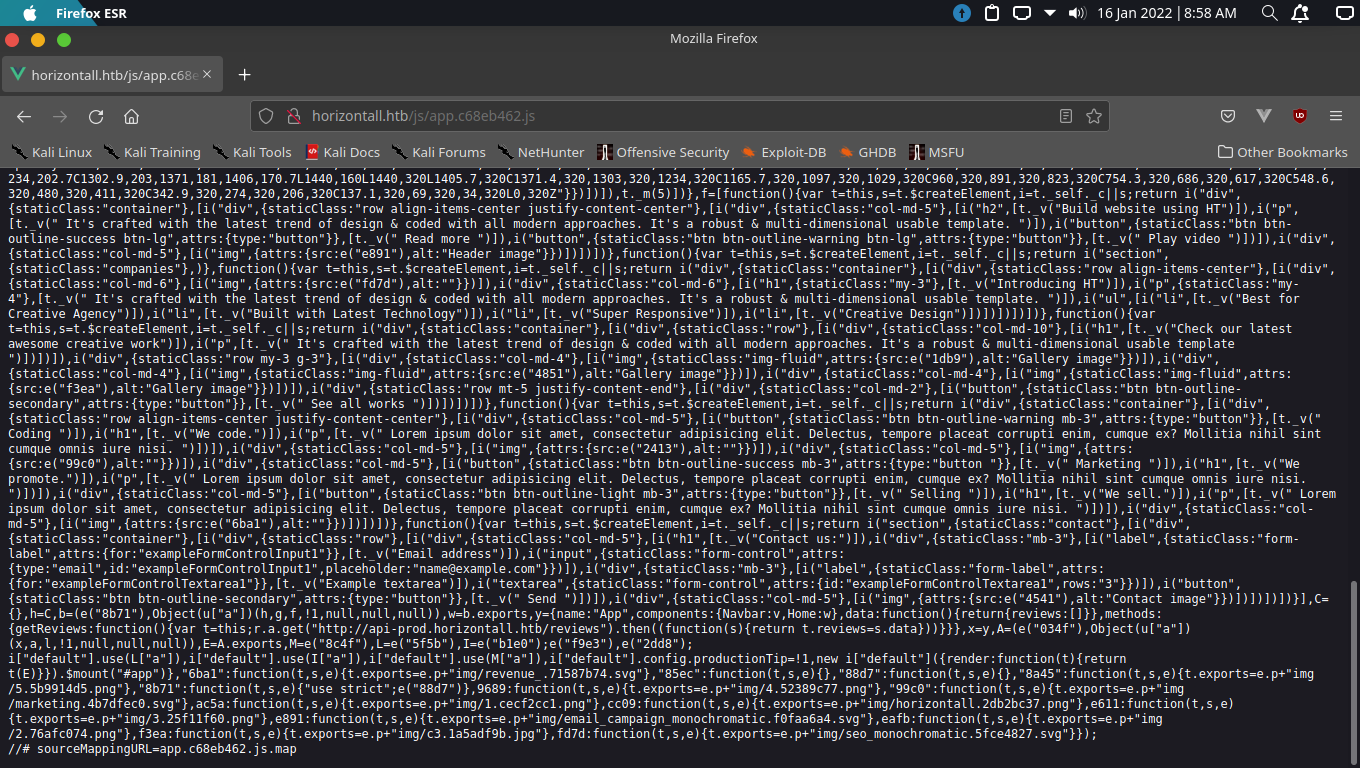 Firefox ESR
16 Jan 2022 | 8:58 AM
Mozilla Firefox
horizontall.htb/js/app.c68e
horizontall.htb/js/app.c68eb462.js
Kali Linux Kali Training Kali Tools Kali Docs Kali Forums NetHunter Offensive Security Exploit-DB GHDB MSFU Other Bookmarks
234,202.7C1302.9,203,1371,181,1406,170.7L1440,160L1440,320L1405.7,320C1371.4,320,1303,320,1234,320C1165.7,320,1097,320,1029,320C960,320,891,320,823,320C754.3,320,686,320,617,320C548.6,
320,480,320,411,320C342.9,320,274,320,206,320C137.1,320,69,320,34,320L0,320Z"}})])]),t._m(5)])},f=[function(){var t=this,s=t.$createElement,i=t._self._c||s;return i("div",
{staticClass:"container"},[i("div",{staticClass:"row align-items-center justify-content-center"},[i("div",{staticClass:"col-md-5"},[i("h2",[t._v("Build website using HT")]),i("p",
[t._v(" It's crafted with the latest trend of design & coded with all modern approaches. It's a robust & multi-dimensional usable template. ")]),i("button",{staticClass:"btn btn-
outline-success btn-lg",attrs:{type:"button"}},[t._v(" Read more ")]),i("button",{staticClass:"btn btn-outline-warning btn-lg",attrs:{type:"button"}},[t._v(" Play video ")])]),i("div",
{staticClass:"col-md-5"},[i("img",{attrs:{src:e("e891"),alt:"Header image"}})])])])},function(){var t=this,s=t.$createElement,i=t._self._c||s;return i("section",
{staticClass:"companies"},)},function(){var t=this,s=t.$createElement,i=t._self._c||s;return i("div",{staticClass:"container"},[i("div",{staticClass:"row align-items-center"},[i("div",
{staticClass:"col-md-6"},[i("img",{attrs:{src:e("fd7d"),alt:""}})]),i("div",{staticClass:"col-md-6"},[i("h1",{staticClass:"my-3"},[t._v("Introducing HT")]),i("p",{staticClass:"my-
4"},[t._v(" It's crafted with the latest trend of design & coded with all modern approaches. It's a robust & multi-dimensional usable template. ")]),i("ul",[i("li",[t._v("Best for
Creative Agency")]),i("li",[t._v("Built with Latest Technology")]),i("li",[t._v("Super Responsive")]),i("li",[t._v("Creative Design")])])])])])},function(){var
t=this,s=t.$createElement,i=t._self._c||s;return i("div",{staticClass:"container"},[i("div",{staticClass:"row"},[i("div",{staticClass:"col-md-10"},[i("h1",[t._v("Check our latest
awesome creative work")]),i("p",[t._v(" It's crafted with the latest trend of design & coded with all modern approaches. It's a robust & multi-dimensional usable template
")])])]),i("div",{staticClass:"row my-3 g-3"},[i("div",{staticClass:"col-md-4"},[i("img",{staticClass:"img-fluid",attrs:{src:e("1db9"),alt:"Gallery image"}})]),i("div",
{staticClass:"col-md-4"},[i("img",{staticClass:"img-fluid",attrs:{src:e("4851"),alt:"Gallery image"}})]),i("div",{staticClass:"col-md-4"},[i("img",{staticClass:"img-fluid",attrs:
{src:e("f3ea"),alt:"Gallery image"}})])]),i("div",{staticClass:"row mt-5 justify-content-end"},[i("div",{staticClass:"col-md-2"},[i("button",{staticClass:"btn btn-outline-
secondary",attrs:{type:"button"}},[t._v(" See all works ")])])])])},function(){var t=this,s=t.$createElement,i=t._self._c||s;return i("div",{staticClass:"container"},[i("div",
{staticClass:"row align-items-center justify-content-center"},[i("div",{staticClass:"col-md-5"},[i("button",{staticClass:"btn btn-outline-warning mb-3",attrs:{type:"button"}},[t._v("
Coding ")]),i("h1",[t._v("We code.")]),i("p",[t._v(" Lorem ipsum dolor sit amet, consectetur adipisicing elit. Delectus, tempore placeat corrupti enim, cumque ex? Mollitia nihil sint
cumque omnis iure nisi. ")])]),i("div",{staticClass:"col-md-5"},[i("img",{attrs:{src:e("2413"),alt:""}})]),i("div",{staticClass:"col-md-5"},[i("img",{attrs:
{src:e("99c0"),alt:""}})]),i("div",{staticClass:"col-md-5"},[i("button",{staticClass:"btn btn-outline-success mb-3",attrs:{type:"button "}},[t._v(" Marketing ")]),i("h1",[t._v("We
promote.")]),i("p",[t._v(" Lorem ipsum dolor sit amet, consectetur adipisicing elit. Delectus, tempore placeat corrupti enim, cumque ex? Mollitia nihil sint cumque omnis iure nisi.
")])]),i("div",{staticClass:"col-md-5"},[i("button",{staticClass:"btn btn-outline-light mb-3",attrs:{type:"button"}},[t._v(" Selling ")]),i("h1",[t._v("We sell.")]),i("p",[t._v(" Lorem
ipsum dolor sit amet, consectetur adipisicing elit. Delectus, tempore placeat corrupti enim, cumque ex? Mollitia nihil sint cumque omnis iure nisi. ")])]),i("div",{staticClass:"col-
md-5"},[i("img",{attrs:{src:e("6ba1"),alt:""}})])])])},function(){var t=this,s=t.$createElement,i=t._self._c||s;return i("section",{staticClass:"contact"},[i("div",
{staticClass:"container"},[i("div",{staticClass:"row"},[i("div",{staticClass:"col-md-5"},[i("h1",[t._v("Contact us:")]),i("div",{staticClass:"mb-3"},[i("label",{staticClass:"form-
label",attrs:{for:"exampleFormControlInput1"}},[t._v("Email address")]),i("input",{staticClass:"form-control",attrs:
{type:"email",id:"exampleFormControlInput1",placeholder:"name@example.com"}})]),i("div",{staticClass:"mb-3"},[i("label",{staticClass:"form-label",attrs:
{for:"exampleFormControlTextarea1"}},[t._v("Example textarea")]),i("textarea",{staticClass:"form-control",attrs:{id:"exampleFormControlTextarea1",rows:"3"}})]),i("button",
{staticClass:"btn btn-outline-secondary",attrs:{type:"button"}},[t._v(" Send ")])]),i("div",{staticClass:"col-md-5"},[i("img",{attrs:{src:e("4541"),alt:"Contact image"}})])])])])}],C=
{},h=C,b=(e("8b71"),Object(u["a"])(h,g,f,!1,null,null,null)),w=b.exports,y={name:"App",components:{Navbar:v,Home:w},data:function(){return{reviews:[]}},methods:
{getReviews:function(){var t=this;r.a.get("http://api-prod.horizontall.htb/reviews").then((function(s){return t.reviews=s.data}))}}},x=y,A=(e("034f"),Object(u["a"])
(x,a,l,!1,null,null,null)),E=A.exports,M=e("8c4f"),L=e("5f5b"),I=e("b1e0");e("f9e3"),e("2dd8");
i["default"].use(L["a"]),i["default"].use(I["a"]),i["default"].use(M["a"]),i["default"].config.productionTip=!1,new i["default"]({render:function(t){return
t(E)}}).$mount("#app")},"6ba1":function(t,s,e){t.exports=e.p+"img/revenue_.71587b74.svg"},"85ec":function(t,s,e){},"88d7":function(t,s,e){},"8a45":function(t,s,e){t.exports=e.p+"img
/5.5b9914d5.png"},"8b71":function(t,s,e){"use strict";e("88d7")},9689:function(t,s,e){t.exports=e.p+"img/4.52389c77.png"},"99c0":function(t,s,e){t.exports=e.p+"img
/marketing.4b7dfec0.svg"},ac5a:function(t,s,e){t.exports=e.p+"img/1.cecf2cc1.png"},cc09:function(t,s,e){t.exports=e.p+"img/horizontall.2db2bc37.png"},e611:function(t,s,e)
{t.exports=e.p+"img/3.25f11f60.png"},e891:function(t,s,e){t.exports=e.p+"img/email_campaign_monochromatic.f0faa6a4.svg"},eafb:function(t,s,e){t.exports=e.p+"img
/2.76afc074.png"},f3ea:function(t,s,e){t.exports=e.p+"img/c3.1a5adf9b.jpg"},fd7d:function(t,s,e){t.exports=e.p+"img/seo_monochromatic.5fce4827.svg"}});
//# sourceMappingURL=app.c68eb462.js.map